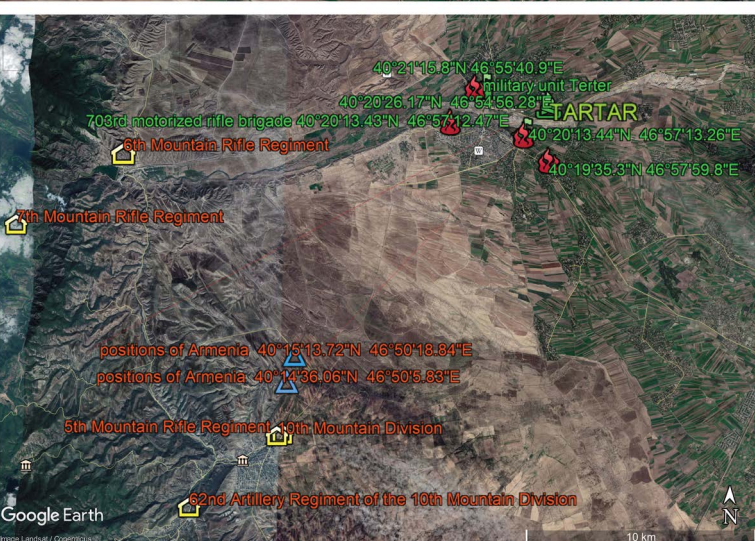 40°21'15.8"N 46°55'40.9"E
military unit Terter
40°20'26.17"N 46°54'56.28"E
TARTAR
703rd motorized rifle brigade 40°20'13.43"N 46°57'12.47"E
40°20'13.44"N 46°57'13.26"E
6th Mountain Rifle Regiment
40°19'35.3"N 46°57'59.8"E
7th Mountain Rifle Regiment
positions of Armenia 40°15'13.72"N 46°50'18.84"E
positions of Armenia 40°14'36.06"N 46°50'5.83"E
5th Mountain Rifle Regiment 10th Mountain Division
62nd Artillery Regiment of the 10th Mountain Division
Google Earth
N
Image Landsat / Copernicus
10 km